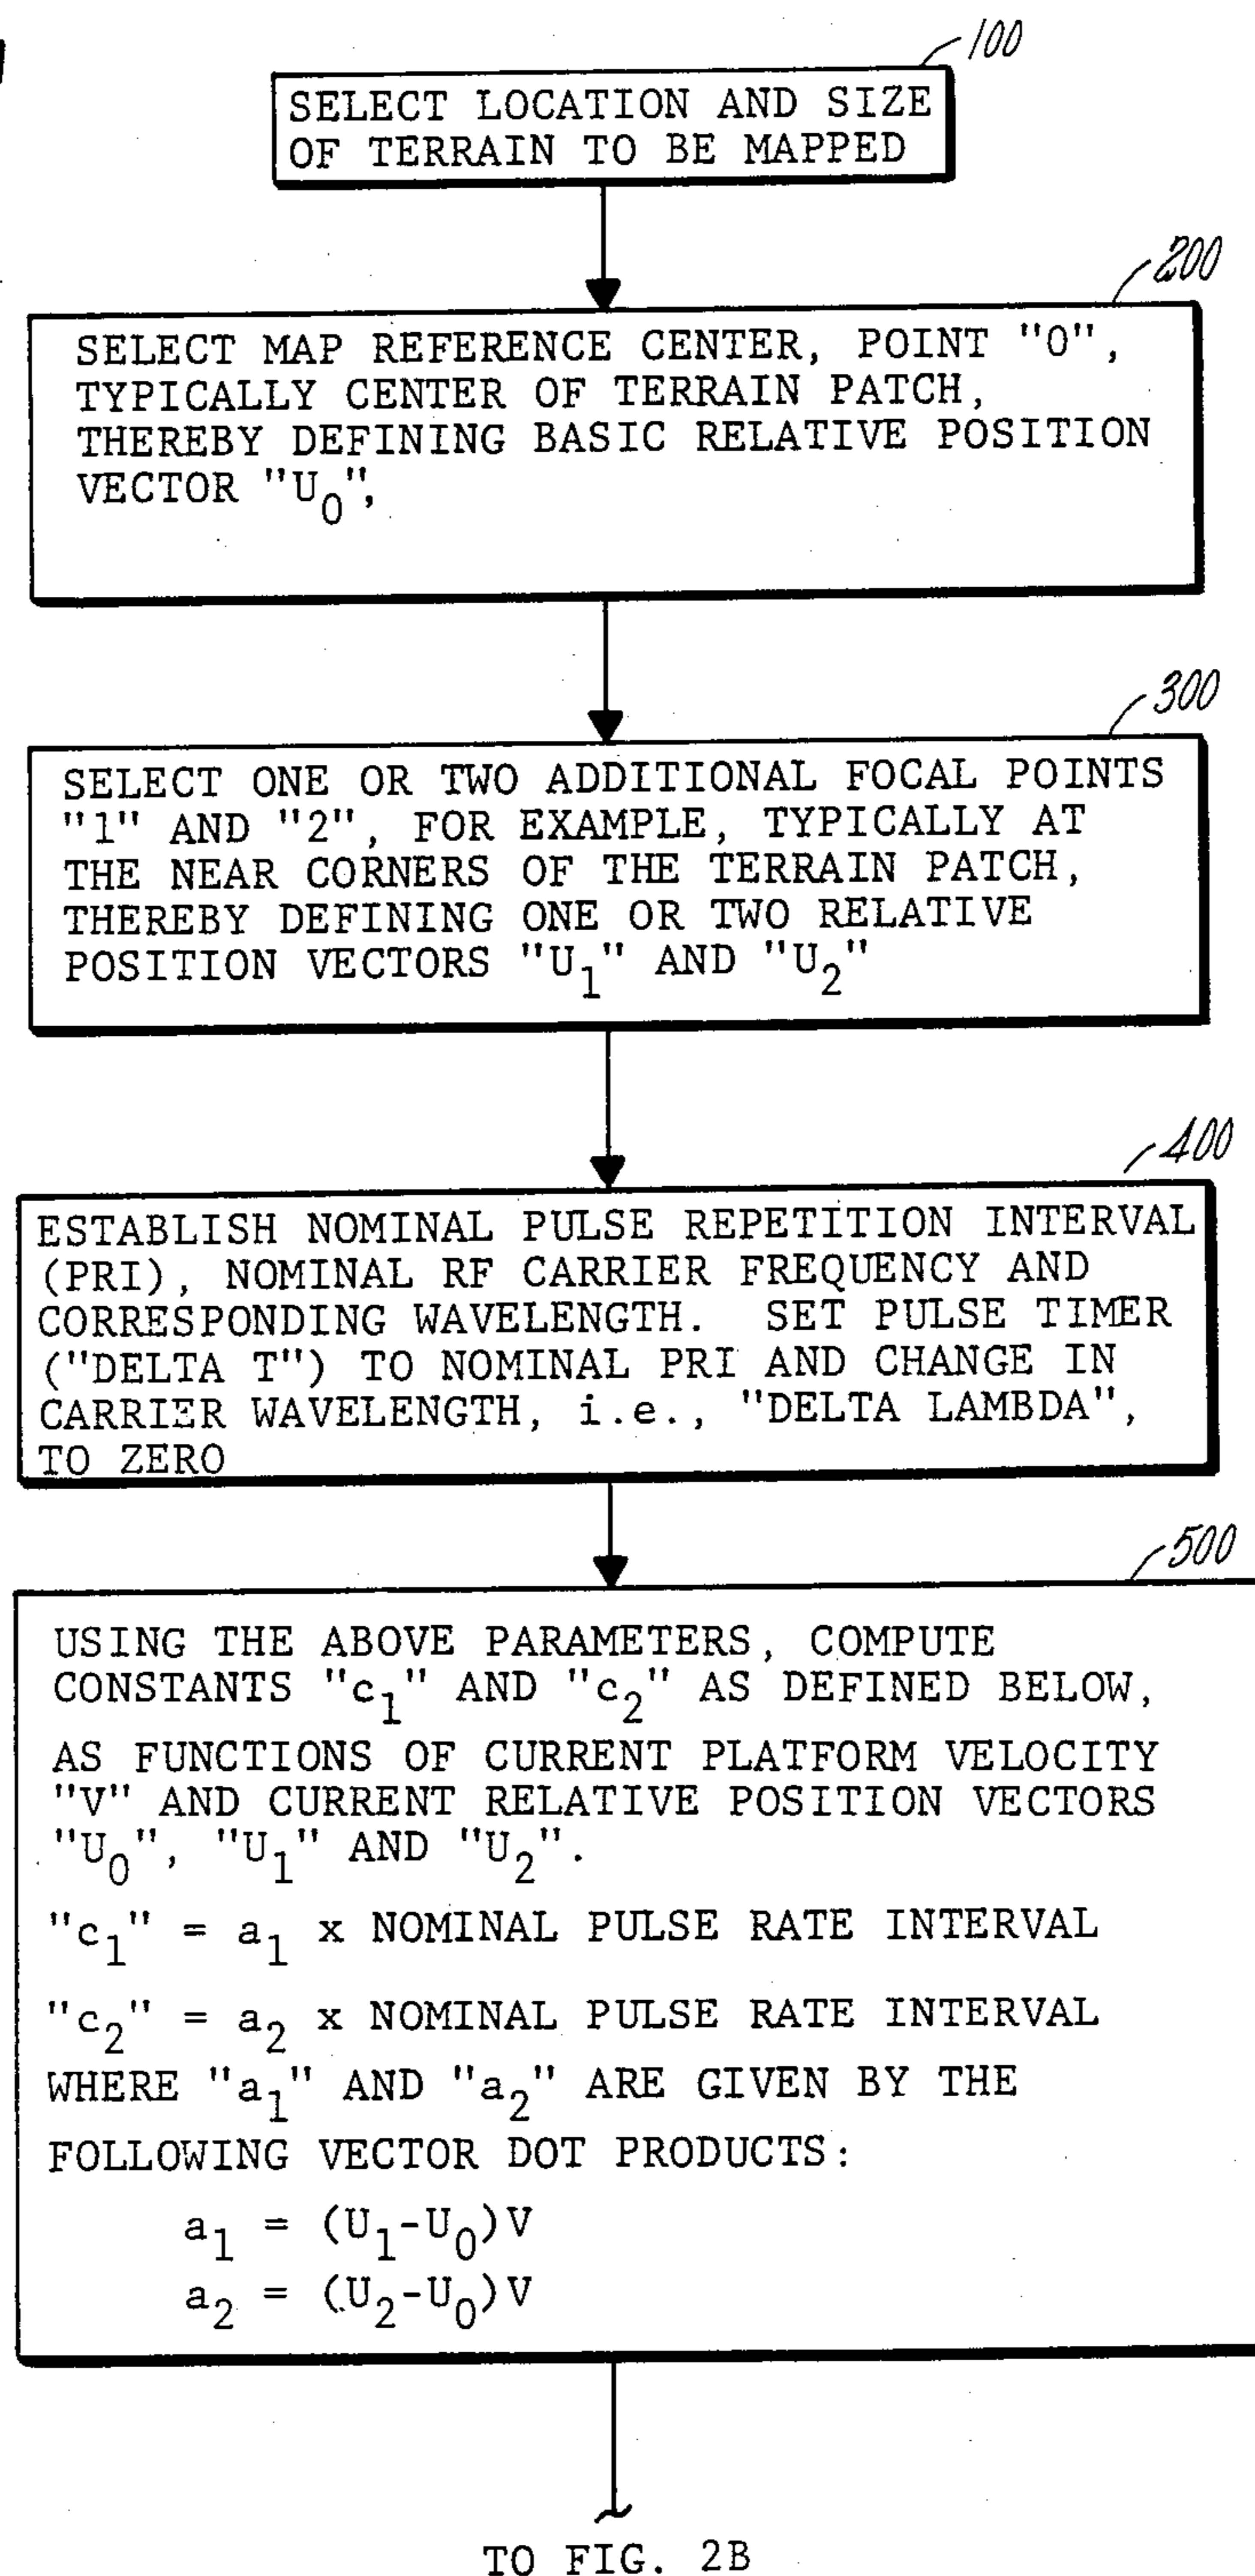 100
SELECT LOCATION AND SIZE
OF TERRAIN TO BE MAPPED
200
SELECT MAP REFERENCE CENTER, POINT "0",
TYPICALLY CENTER OF TERRAIN PATCH,
THEREBY DEFINING BASIC RELATIVE POSITION
VECTOR "U₀",
300
SELECT ONE OR TWO ADDITIONAL FOCAL POINTS
"1" AND "2", FOR EXAMPLE, TYPICALLY AT
THE NEAR CORNERS OF THE TERRAIN PATCH,
THEREBY DEFINING ONE OR TWO RELATIVE
POSITION VECTORS "U₁" AND "U₂"
400
ESTABLISH NOMINAL PULSE REPETITION INTERVAL
(PRI), NOMINAL RF CARRIER FREQUENCY AND
CORRESPONDING WAVELENGTH. SET PULSE TIMER
("DELTA T") TO NOMINAL PRI AND CHANGE IN
CARRIER WAVELENGTH, i.e., "DELTA LAMBDA",
TO ZERO
500
USING THE ABOVE PARAMETERS, COMPUTE
CONSTANTS "c₁" AND "c₂" AS DEFINED BELOW,
AS FUNCTIONS OF CURRENT PLATFORM VELOCITY
"V" AND CURRENT RELATIVE POSITION VECTORS
"U₀", "U₁" AND "U₂".
"c₁" = a₁ x NOMINAL PULSE RATE INTERVAL
"c₂" = a₂ x NOMINAL PULSE RATE INTERVAL
WHERE "a₁" AND "a₂" ARE GIVEN BY THE
FOLLOWING VECTOR DOT PRODUCTS:
a₁ = (U₁-U₀)V
a₂ = (U₂-U₀)V
TO FIG. 2B